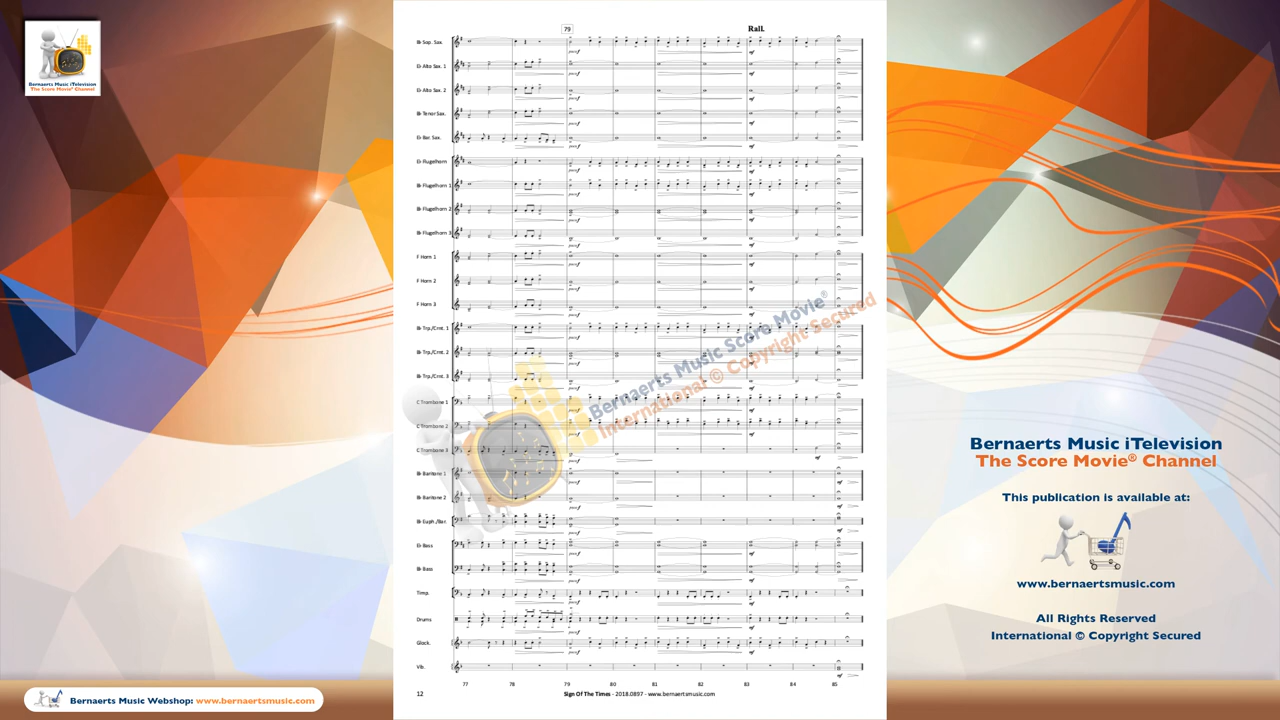 Bernaerts Music iTelevision
The Score Movie® Channel
79
Rall.
B♭ Sop. Sax.
E♭ Alto Sax. 1
E♭ Alto Sax. 2
B♭ Tenor Sax.
E♭ Bar. Sax.
E♭ Flugelhorn
B♭ Flugelhorn 1
B♭ Flugelhorn 2
B♭ Flugelhorn 3
F Horn 1
F Horn 2
F Horn 3
B♭ Trp./Crnt. 1
B♭ Trp./Crnt. 2
B♭ Trp./Crnt. 3
C Trombone 1
C Trombone 2
C Trombone 3
B♭ Baritone 1
B♭ Baritone 2
B♭ Euph./Bar.
E♭ Bass
B♭ Bass
Timp.
Drums
Glock.
Vib.
77 78 79 80 81 82 83 84 85
12
Sign Of The Times - 2018.0897 - www.bernaertsmusic.com
Bernaerts Music Score Movie®
International © Copyright Secured
Bernaerts Music iTelevision
The Score Movie® Channel
This publication is available at:
www.bernaertsmusic.com
All Rights Reserved
International © Copyright Secured
Bernaerts Music Webshop: www.bernaertsmusic.com